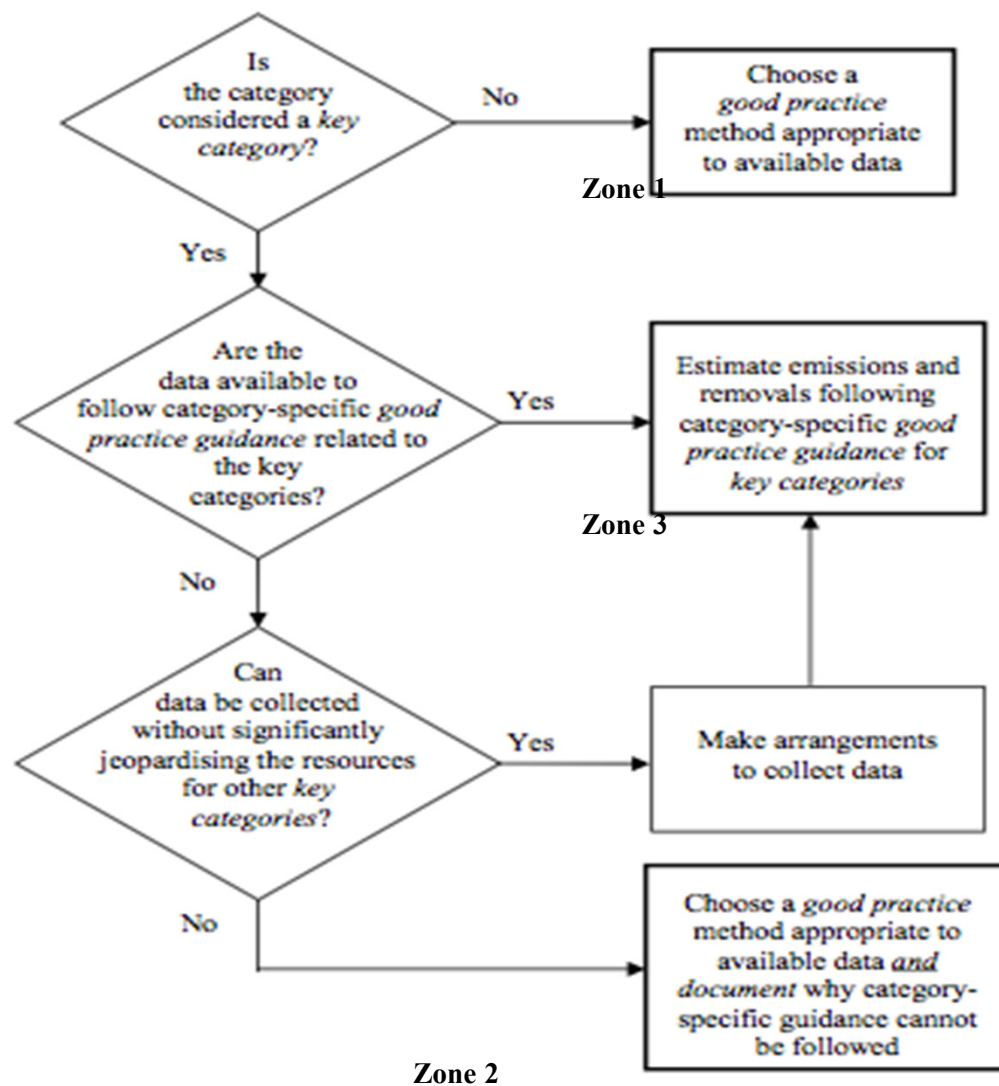 Is
the category
considered a key
category?
No
Choose a
good practice
method appropriate
to available data
Zone 1
Yes
Are the
data available to
follow category-specific good
practice guidance related to
the key
categories?
Yes
Estimate emissions and
removals following
category-specific good
practice guidance for
key categories
Zone 3
No
Can
data be collected
without significantly
jeopardising the resources
for other key
categories?
Yes
Make arrangements
to collect data
No
Choose a good practice
method appropriate to
available data and
document why category-
specific guidance cannot
be followed
Zone 2